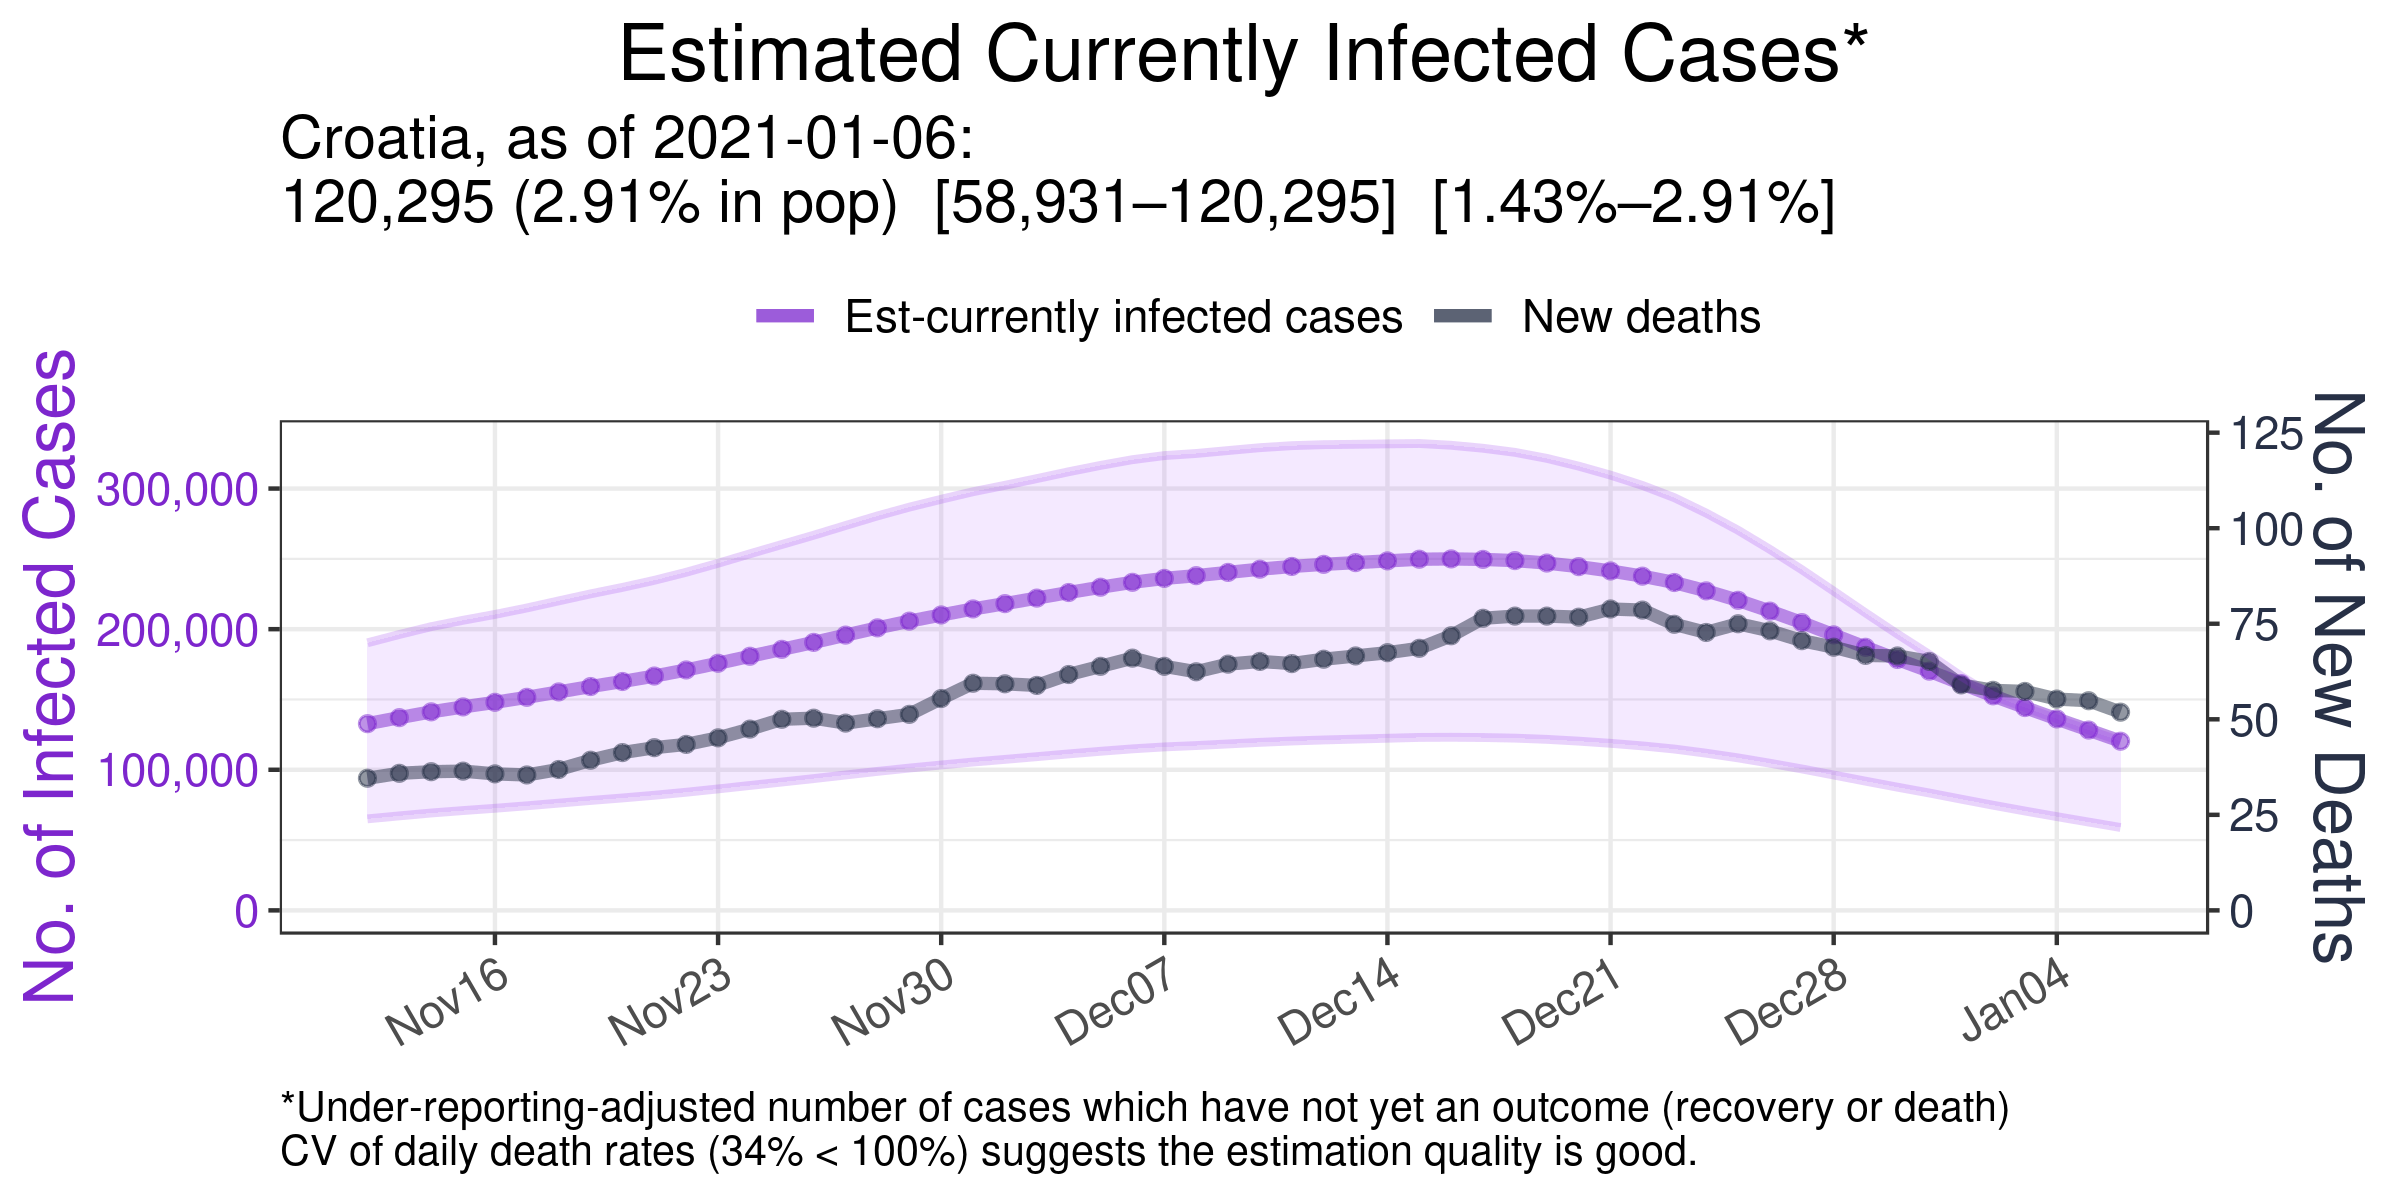 Estimated Currently Infected Cases*
Croatia, as of 2021-01-06:
120,295 (2.91% in pop)  [58,931–120,295]  [1.43%–2.91%]
Est-currently infected cases
New deaths
No. of Infected Cases
300,000
200,000
100,000
0
125
100
75
50
25
0
No. of New Deaths
Nov16
Nov23
Nov30
Dec07
Dec14
Dec21
Dec28
Jan04
*Under-reporting-adjusted number of cases which have not yet an outcome (recovery or death)
CV of daily death rates (34% < 100%) suggests the estimation quality is good.